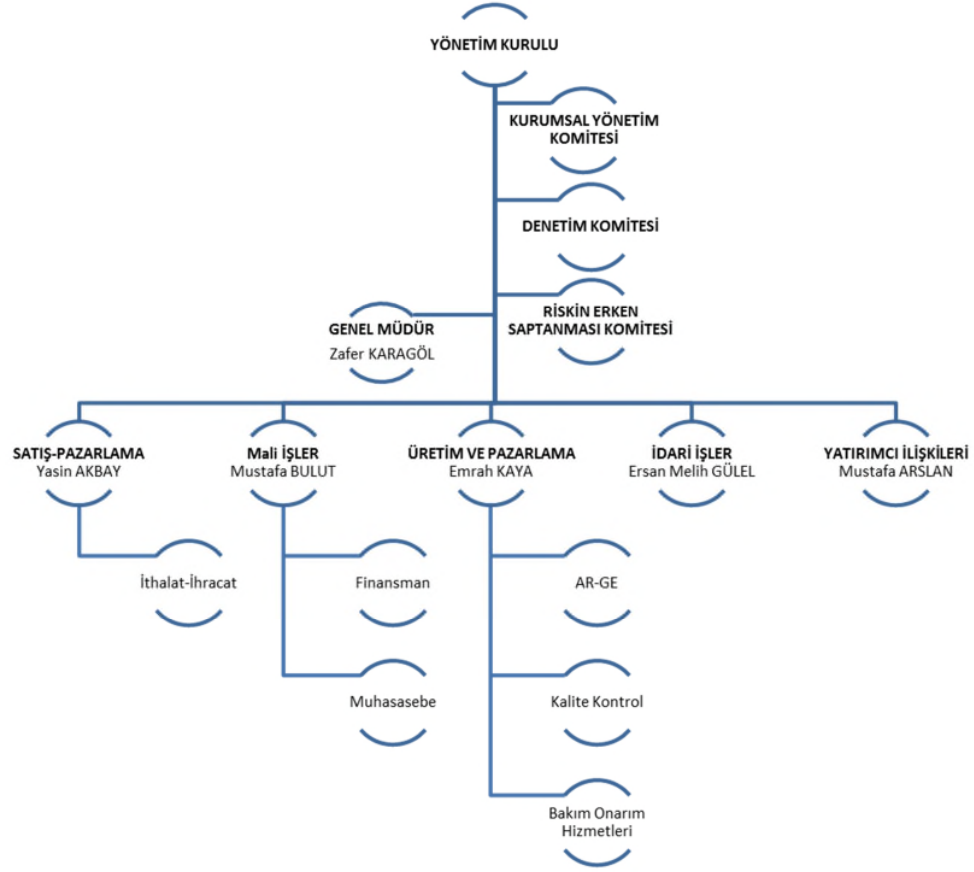 YÖNETİM KURULU
KURUMSAL YÖNETİM
KOMİTESİ
DENETİM KOMİTESİ
RİSKİN ERKEN
SAPTANMASI KOMİTESİ
GENEL MÜDÜR
Zafer KARAGÖL
SATIŞ-PAZARLAMA
Yasin AKBAY
Mali İŞLER
Mustafa BULUT
ÜRETİM VE PAZARLAMA
Emrah KAYA
İDARİ İŞLER
Ersan Melih GÜLEL
YATIRIMCI İLİŞKİLERİ
Mustafa ARSLAN
İthalat-İhracat
Finansman
AR-GE
Muhasasebe
Kalite Kontrol
Bakım Onarım
Hizmetleri